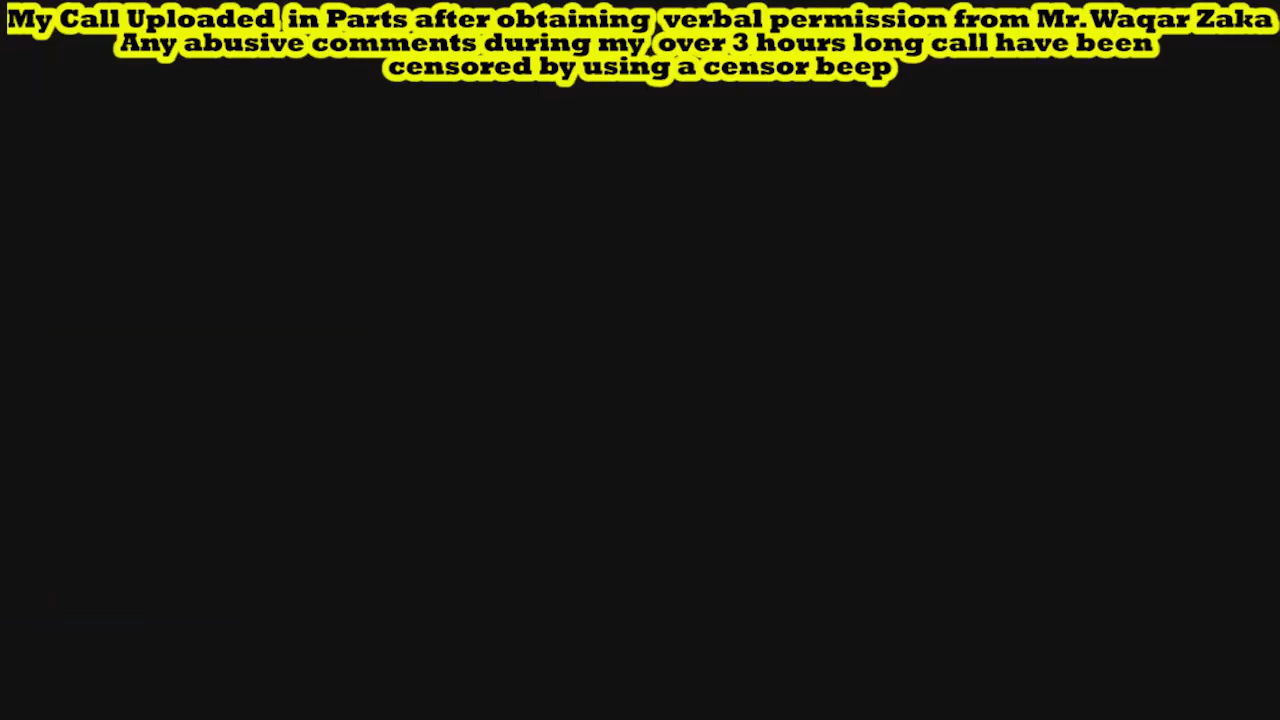 My Call Uploaded in Parts after obtaining verbal permission from Mr. Waqar Zaka
Any abusive comments during my over 3 hours long call have been
censored by using a censor beep